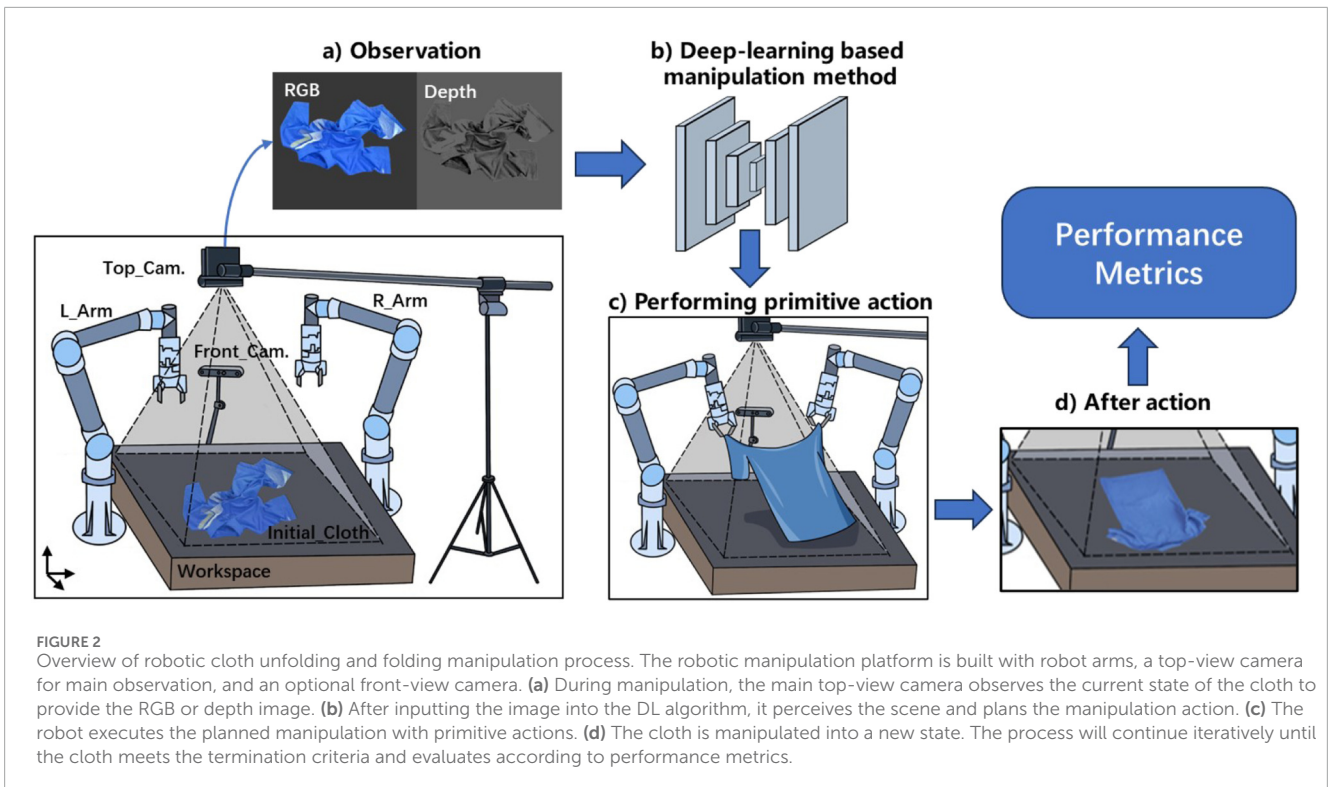 a) Observation
RGB
Depth
b) Deep-learning based
manipulation method
Top_Cam.
L_Arm
R_Arm
Front_Cam.
Initial_Cloth
Workspace
c) Performing primitive action
d) After action
Performance
Metrics
FIGURE 2
Overview of robotic cloth unfolding and folding manipulation process. The robotic manipulation platform is built with robot arms, a top-view camera
for main observation, and an optional front-view camera. (a) During manipulation, the main top-view camera observes the current state of the cloth to
provide the RGB or depth image. (b) After inputting the image into the DL algorithm, it perceives the scene and plans the manipulation action. (c) The
robot executes the planned manipulation with primitive actions. (d) The cloth is manipulated into a new state. The process will continue iteratively until
the cloth meets the termination criteria and evaluates according to performance metrics.